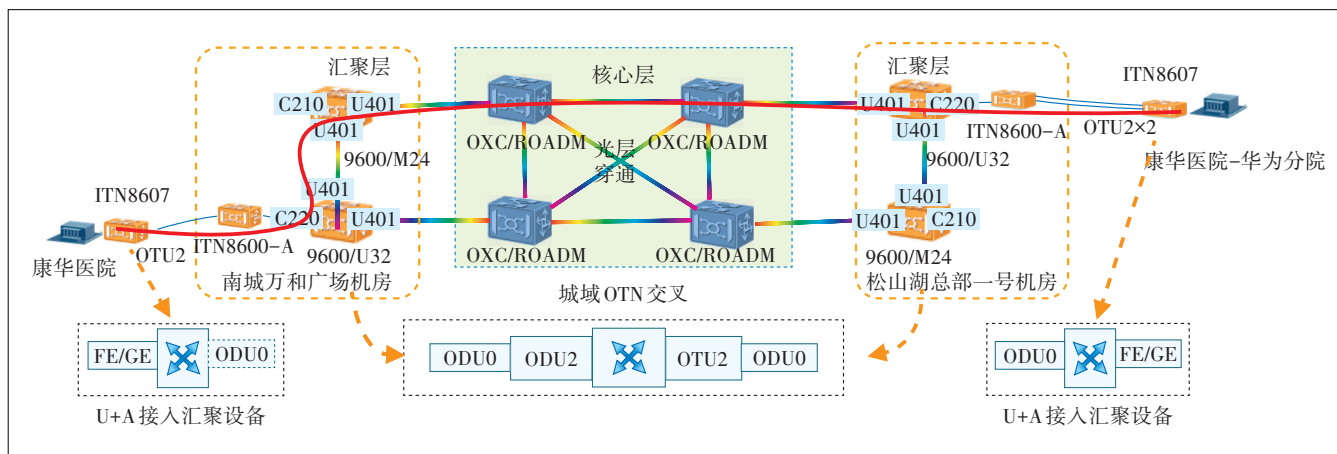 汇聚层
核心层
汇聚层
ITN8607
C210
U401
U401
C220
U401
OXC/ROADM
OXC/ROADM
U401
ITN8600-A
OTU2×2
9600/M24
光层
穿通
9600/U32
康华医院-华为分院
U401
U401
ITN8607
C220
U401
U401
C210
OTU2
ITN8600-A
OXC/ROADM
OXC/ROADM
康华医院
9600/U32
9600/M24
南城万和广场机房
松山湖总部一号机房
城域OTN交叉
FE/GE
ODU0
ODU0
ODU2
OTU2
ODU0
ODU0
FE/GE
U+A接入汇聚设备
U+A接入汇聚设备